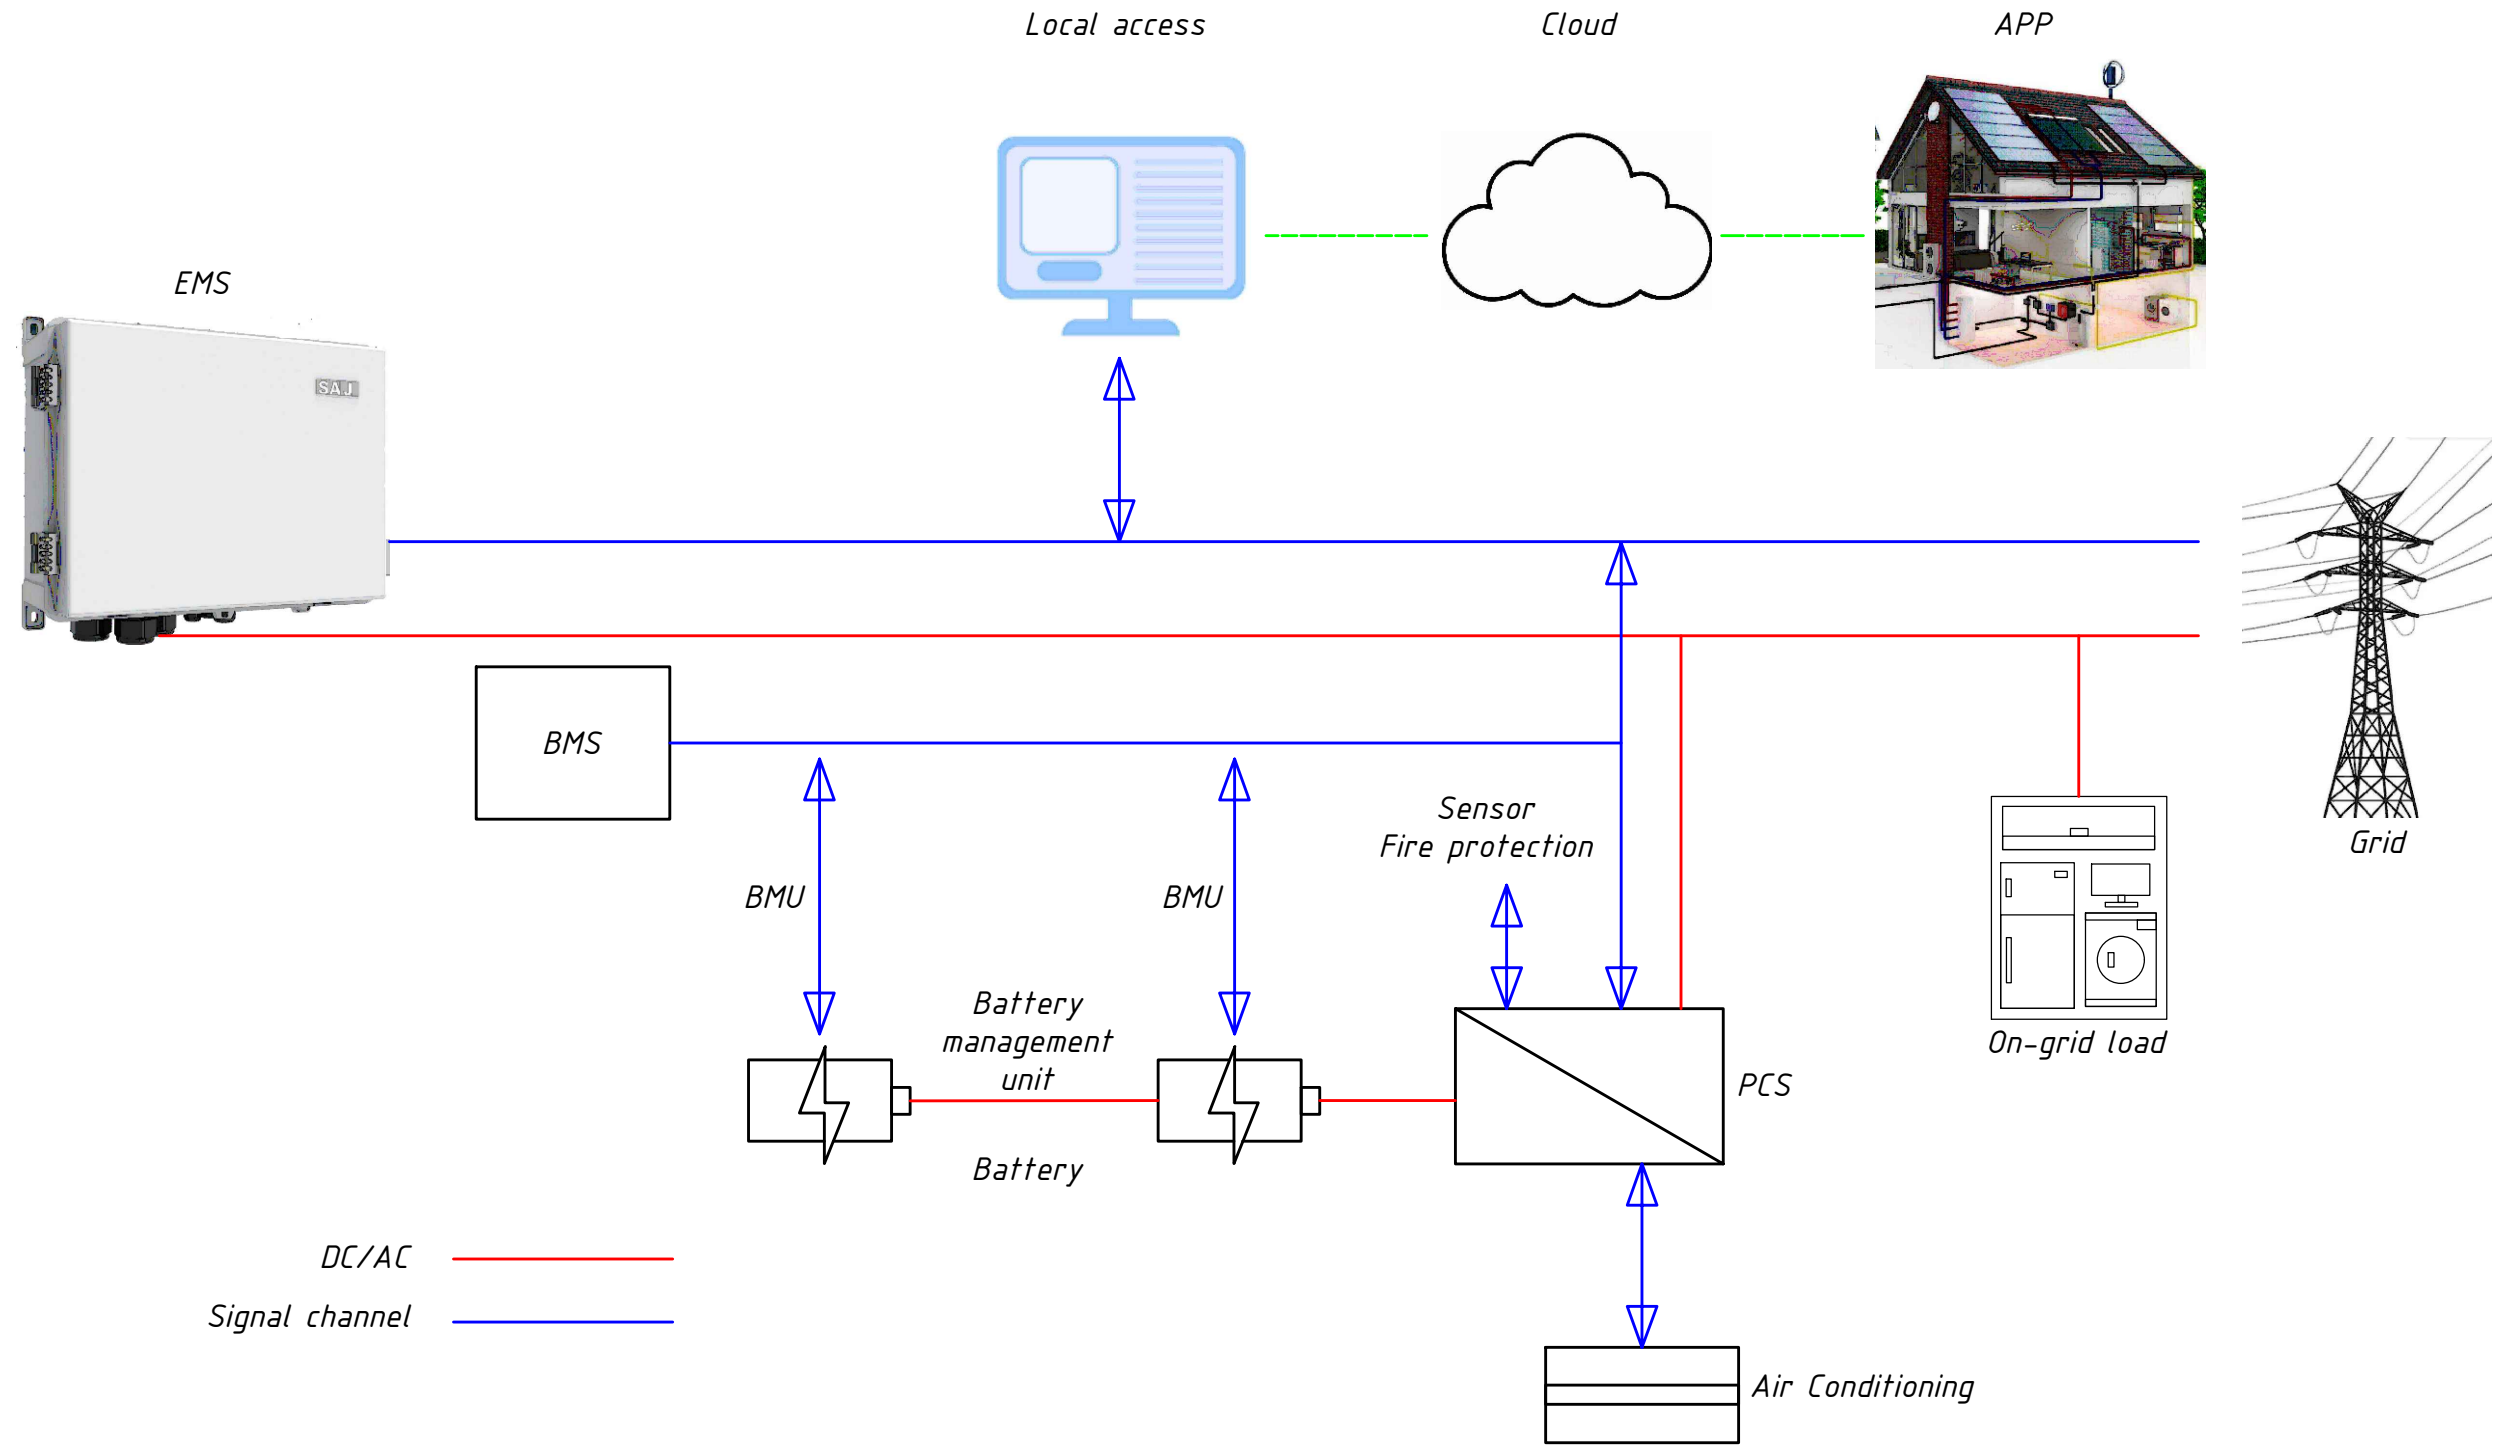 Local access
Cloud
APP
EMS
SAJ
BMS
Sensor
Fire protection
Grid
BMU
BMU
Battery
management
unit
On-grid load
PCS
Battery
DC/AC
Signal channel
Air Conditioning